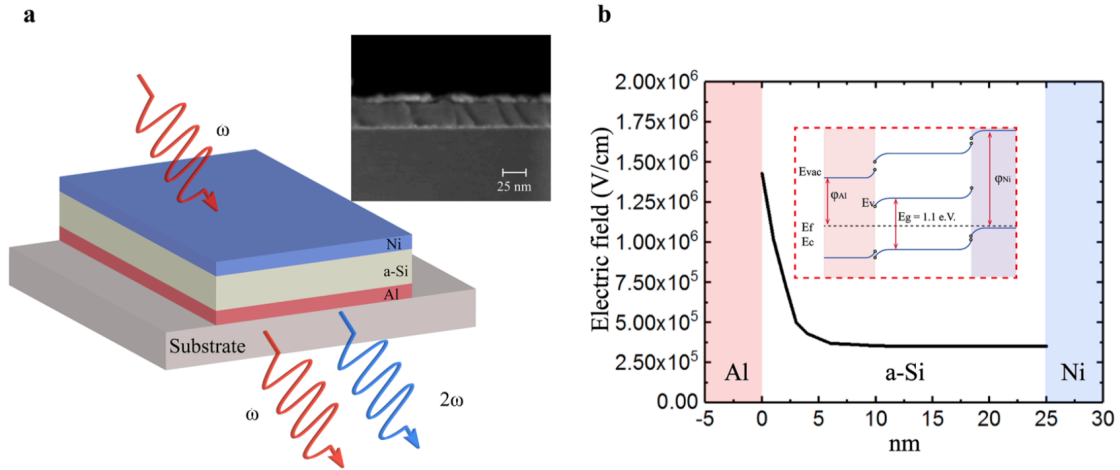 a
ω
25 nm
Ni
a-Si
Al
Substrate
ω
2ω
b
Electric field (V/cm)
2.00x10⁶
1.75x10⁶
1.50x10⁶
1.25x10⁶
1.00x10⁶
7.50x10⁵
5.00x10⁵
2.50x10⁵
0.00
Evac
φAl
Ev
Eg = 1.1 e.V.
φNi
Ef
Ec
Al
a-Si
Ni
-5 0 5 10 15 20 25 30
nm